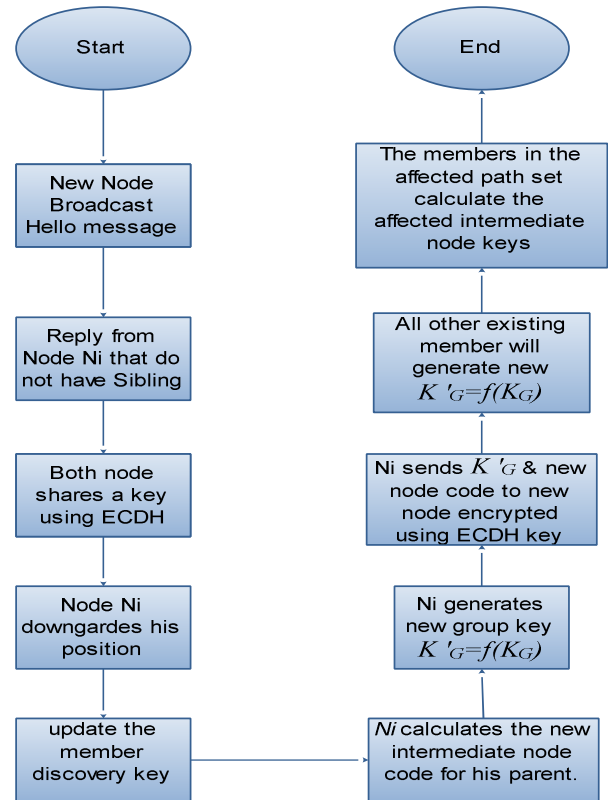 Start
New Node
Broadcast
Hello message
Reply from
Node Ni that do
not have Sibling
Both node
shares a key
using ECDH
Node Ni
downgardes his
position
update the
member
discovery key
Ni calculates the new
intermediate node
code for his parent.
Ni generates
new group key
K 'G=f(KG)
Ni sends K 'G & new
node code to new
node encrypted
using ECDH key
All other existing
member will
generate new
K 'G=f(KG)
The members in the
affected path set
calculate the
affected intermediate
node keys
End